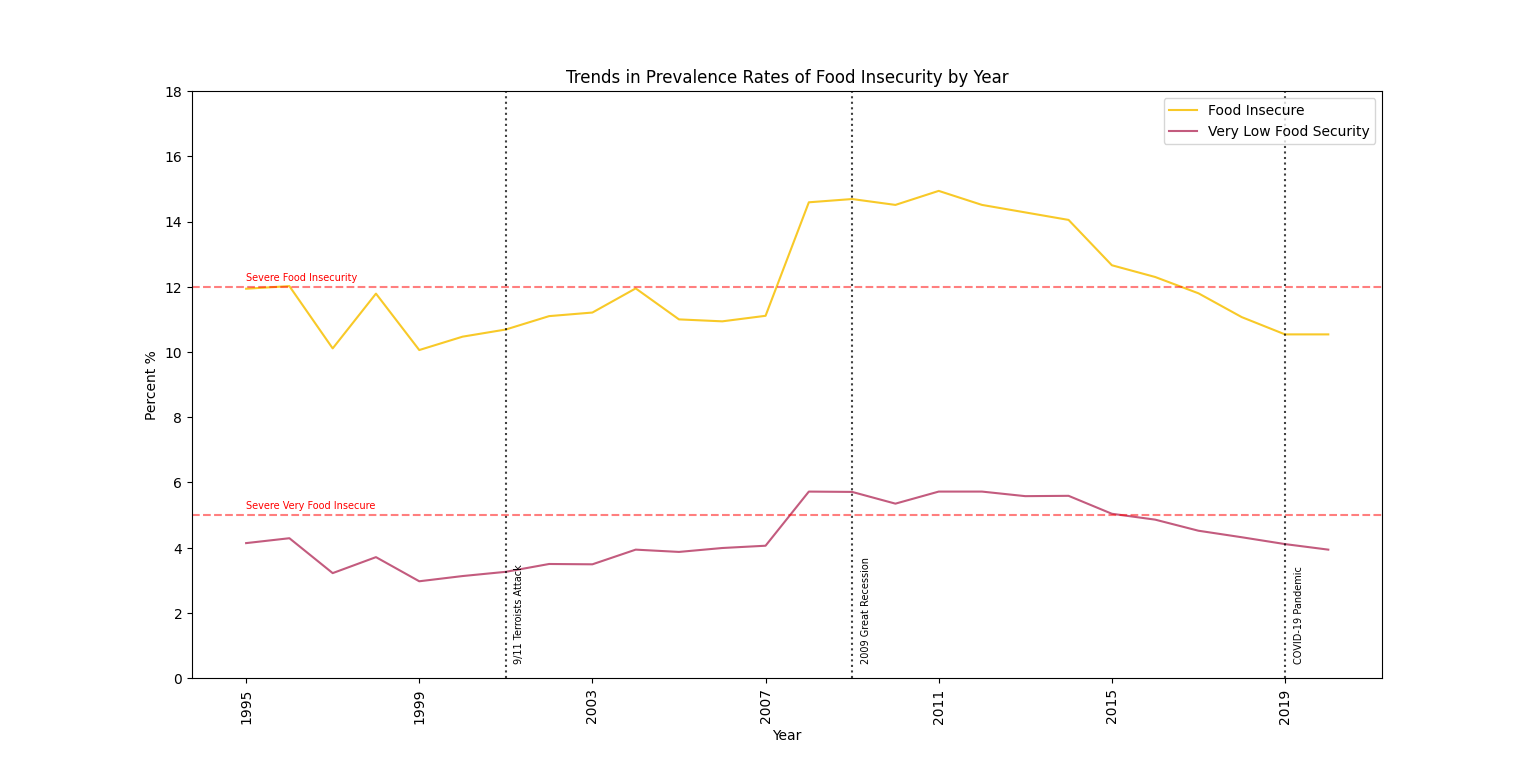 Trends in Prevalence Rates of Food Insecurity by Year
18
16
14
12
10
8
6
4
2
0
Percent %
Food Insecure
Very Low Food Security
Severe Food Insecurity
Severe Very Food Insecure
9/11 Terroists Attack
2009 Great Recession
COVID-19 Pandemic
1995
1999
2003
2007
2011
2015
2019
Year